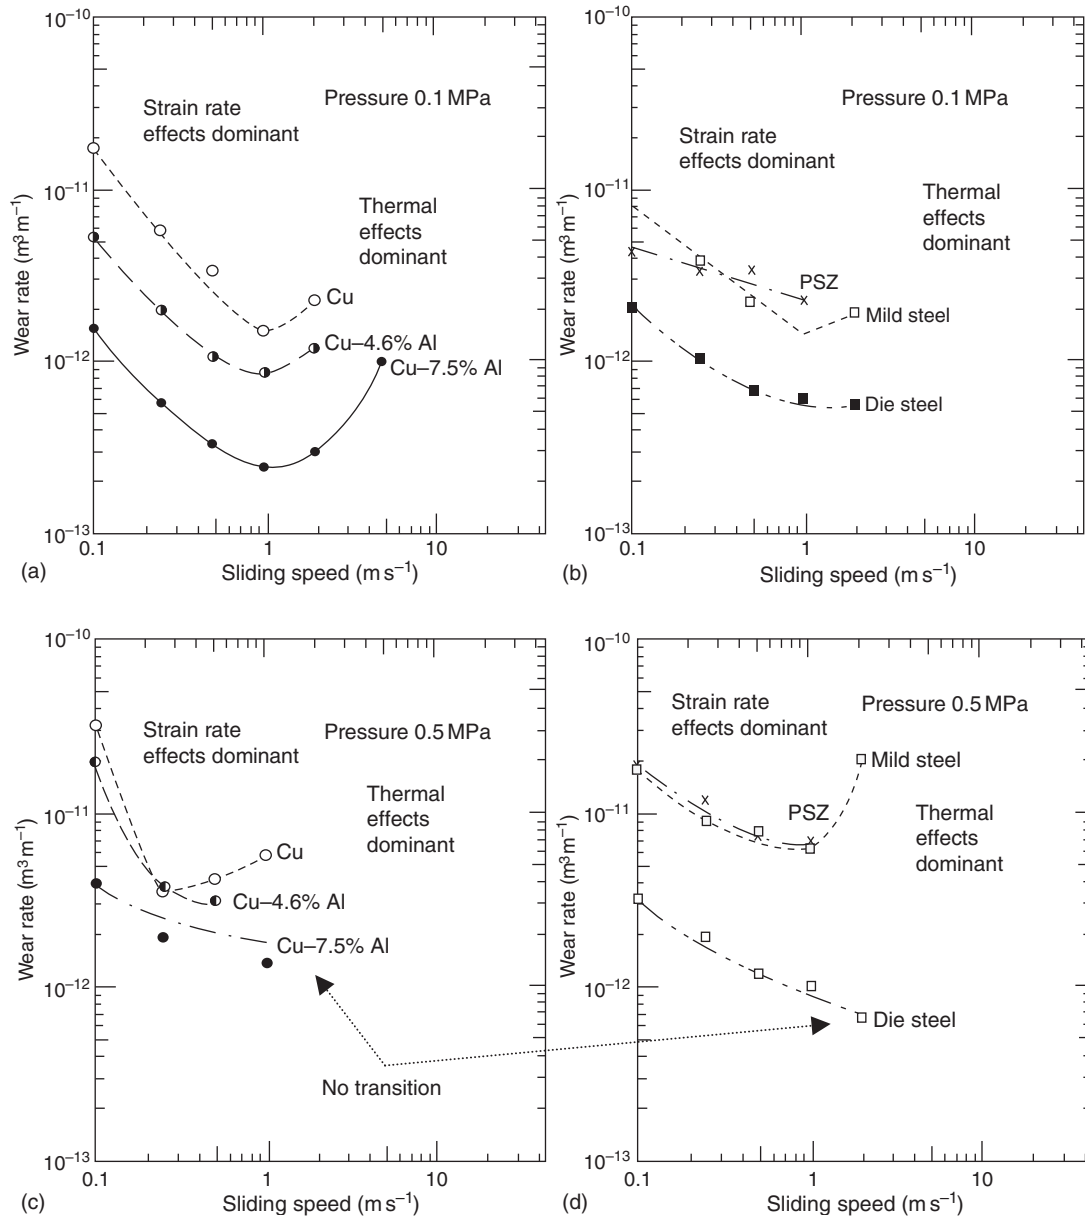 10⁻¹⁰
Strain rate
effects dominant
Pressure 0.1 MPa
10⁻¹¹
Thermal
effects
dominant
Wear rate (m³ m⁻¹)
Cu
Cu–4.6% Al
10⁻¹²
Cu–7.5% Al
10⁻¹³
0.1
1
10
(a)
Sliding speed (m s⁻¹)
10⁻¹⁰
Pressure 0.1 MPa
Strain rate
effects dominant
10⁻¹¹
Thermal
effects
dominant
Wear rate (m³ m⁻¹)
PSZ
Mild steel
10⁻¹²
Die steel
10⁻¹³
0.1
1
10
(b)
Sliding speed (m s⁻¹)
10⁻¹⁰
Strain rate
effects dominant
Pressure 0.5 MPa
10⁻¹¹
Thermal
effects
dominant
Wear rate (m³ m⁻¹)
Cu
Cu–4.6% Al
Cu–7.5% Al
10⁻¹²
No transition
10⁻¹³
0.1
1
10
(c)
Sliding speed (m s⁻¹)
10⁻¹⁰
Strain rate
effects dominant
Pressure 0.5 MPa
Mild steel
10⁻¹¹
PSZ
Thermal
effects
dominant
Wear rate (m³ m⁻¹)
10⁻¹²
Die steel
10⁻¹³
0.1
1
10
(d)
Sliding speed (m s⁻¹)